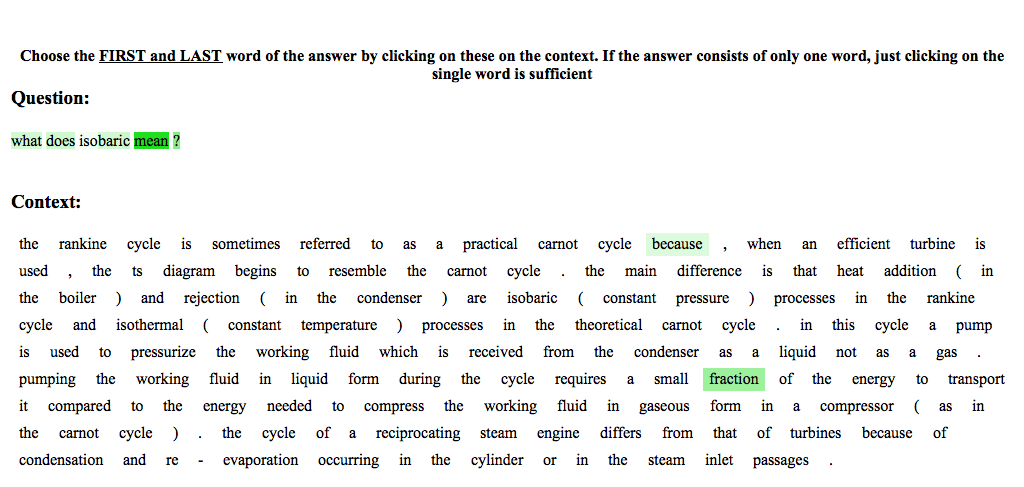 Choose the FIRST and LAST word of the answer by clicking on these on the context. If the answer consists of only one word, just clicking on the
single word is sufficient
Question:
what does isobaric mean ?
Context:
the rankine cycle is sometimes referred to as a practical carnot cycle because , when an efficient turbine is
used , the ts diagram begins to resemble the carnot cycle . the main difference is that heat addition ( in
the boiler ) and rejection ( in the condenser ) are isobaric ( constant pressure ) processes in the rankine
cycle and isothermal ( constant temperature ) processes in the theoretical carnot cycle . in this cycle a pump
is used to pressurize the working fluid which is received from the condenser as a liquid not as a gas .
pumping the working fluid in liquid form during the cycle requires a small fraction of the energy to transport
it compared to the energy needed to compress the working fluid in gaseous form in a compressor ( as in
the carnot cycle ) . the cycle of a reciprocating steam engine differs from that of turbines because of
condensation and re - evaporation occurring in the cylinder or in the steam inlet passages .